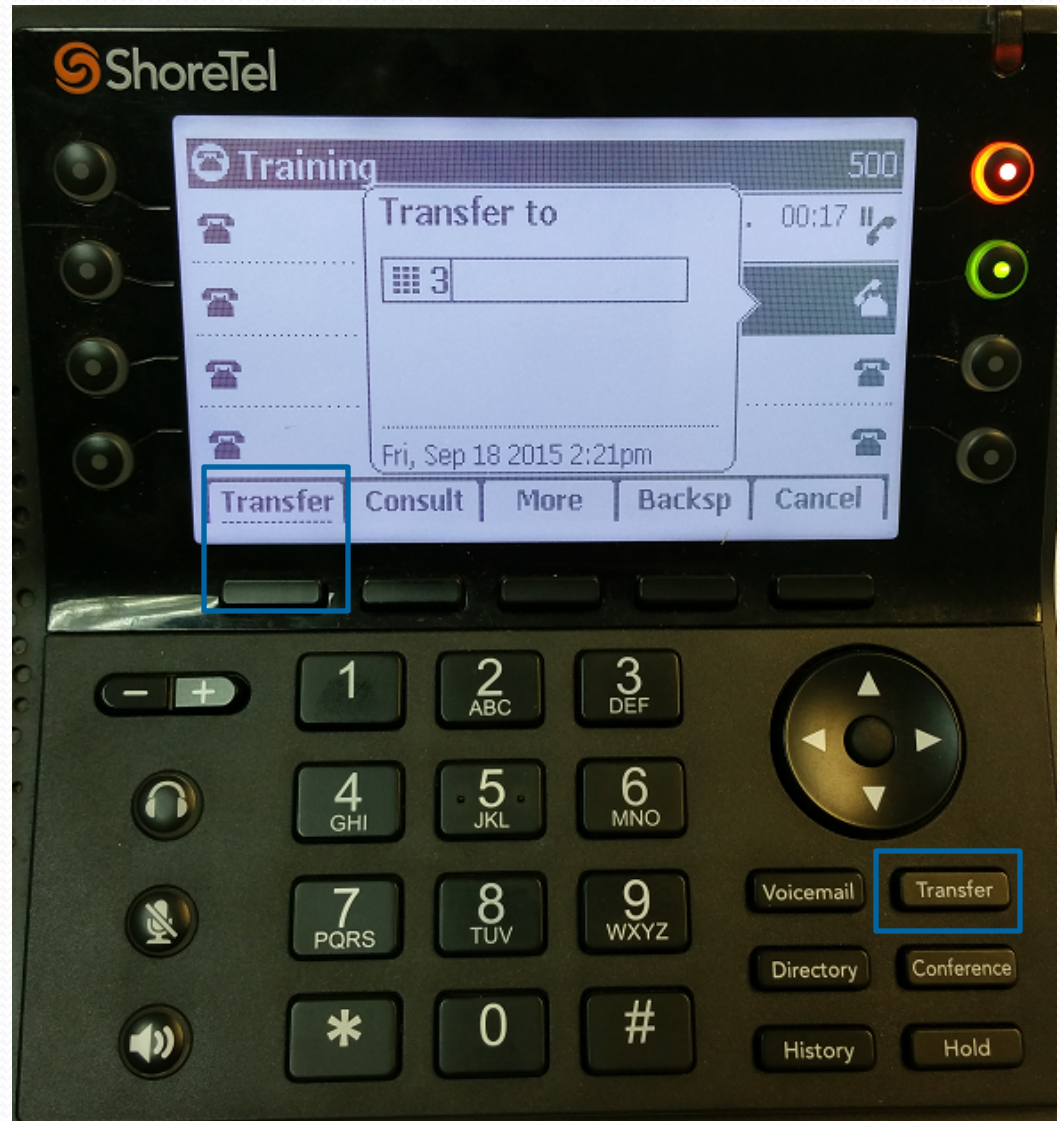 ShoreTel
Training 500
Transfer to
. 00:17
3
Fri, Sep 18 2015 2:21pm
Transfer Consult More Backsp Cancel
- +
1 2 ABC 3 DEF
4 GHI 5 JKL 6 MNO
7 PQRS 8 TUV 9 WXYZ
* 0 #
Voicemail Transfer
Directory Conference
History Hold